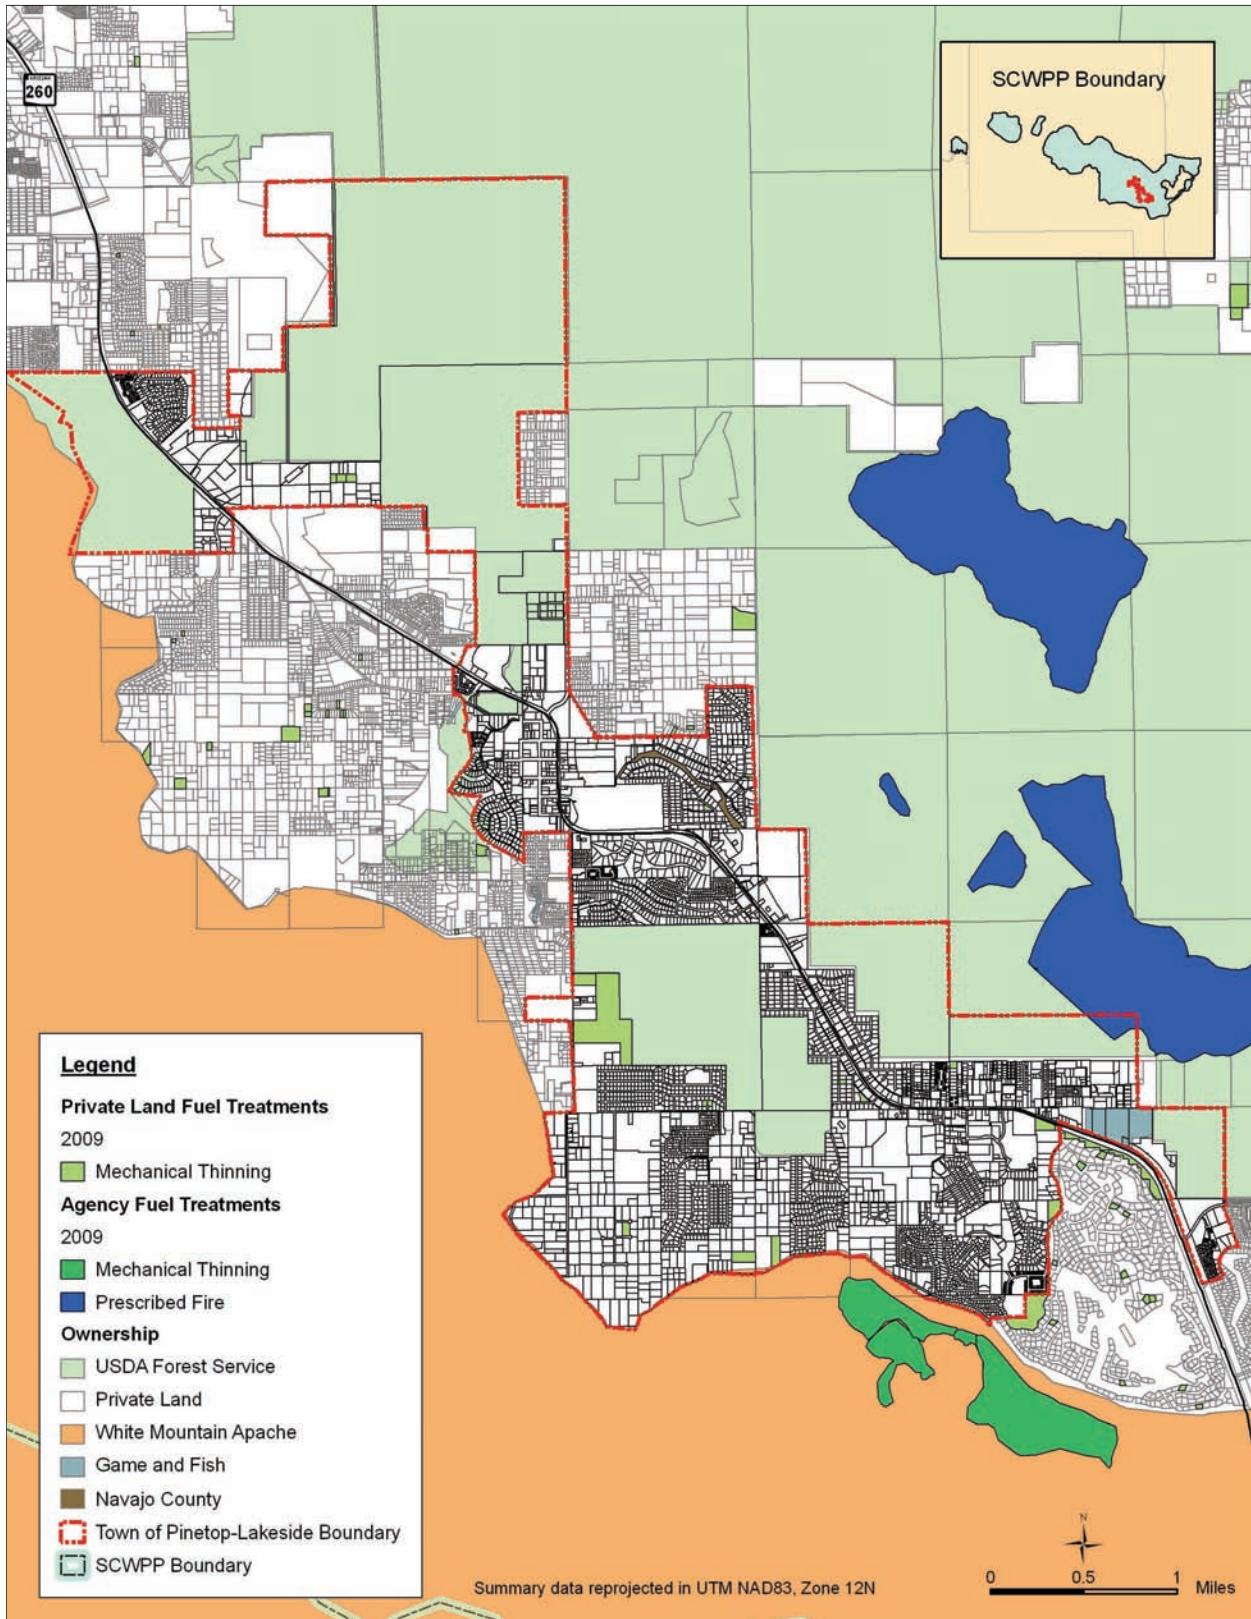 ARIZONA
260
SCWPP Boundary
Legend
Private Land Fuel Treatments
2009
Mechanical Thinning
Agency Fuel Treatments
2009
Mechanical Thinning
Prescribed Fire
Ownership
USDA Forest Service
Private Land
White Mountain Apache
Game and Fish
Navajo County
Town of Pinetop-Lakeside Boundary
SCWPP Boundary
Summary data reprojected in UTM NAD83, Zone 12N
N
0 0.5 1
Miles